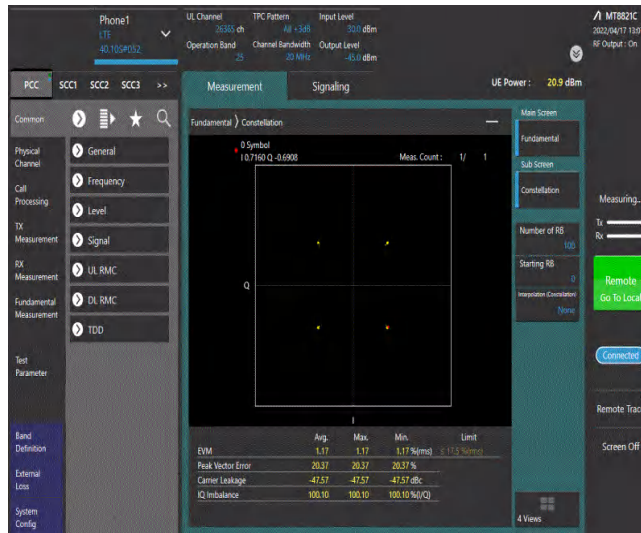 Phone1
LTE
40.10S#052
UL Channel
26365 ch
TPC Pattern
All +3dB
Input Level
30.0 dBm
Operation Band
25
Channel Bandwidth
20 MHz
Output Level
-45.0 dBm
MT8821C
2022/04/17 13:0
RF Output : On
PCC SCC1 SCC2 SCC3 >>
Measurement
Signaling
UE Power : 20.9 dBm
Common
Physical
Channel
Call
Processing
TX
Measurement
RX
Measurement
Fundamental
Measurement
Test
Parameter
Band
Definition
External
Loss
System
Config
General
Frequency
Level
Signal
UL RMC
DL RMC
TDD
Fundamental ❭ Constellation
0 Symbol
I 0.7160 Q -0.6908
Meas. Count : 1/ 1
Q
I
Avg. Max. Min. Limit
EVM 1.17 1.17 1.17 %(rms) ≤ 17.5 %(rms)
Peak Vector Error 20.37 20.37 20.37 %
Carrier Leakage -47.57 -47.57 -47.57 dBc
IQ Imbalance 100.10 100.10 100.10 %(I/Q)
Main Screen
Fundamental
Sub Screen
Constellation
Number of RB
100
Starting RB
0
Interpolation (Constellation)
None
4 Views
Measuring...
Tx
Rx
Remote
Go To Local
Connected
Remote Trac
Screen Off